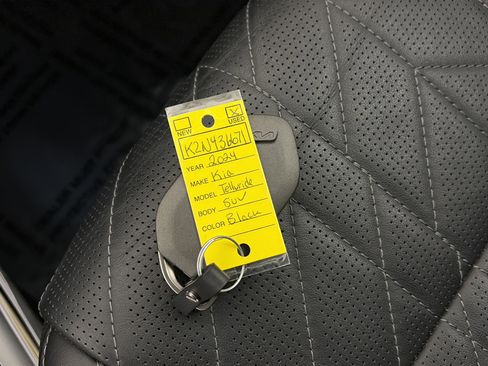 NEW USED
K2N436671
YEAR 2024
MAKE Kia
MODEL Telluride
BODY SUV
COLOR Black